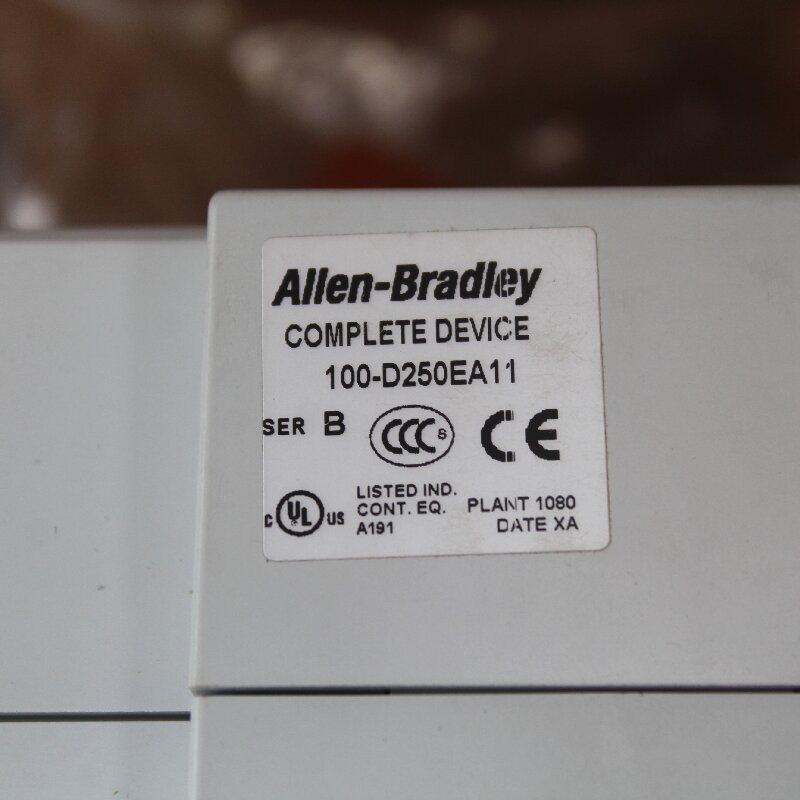 Allen-Bradley
COMPLETE DEVICE
100-D250EA11
SER B CCC S CE
C UL US LISTED IND. CONT. EQ. A191
PLANT 1080
DATE XA